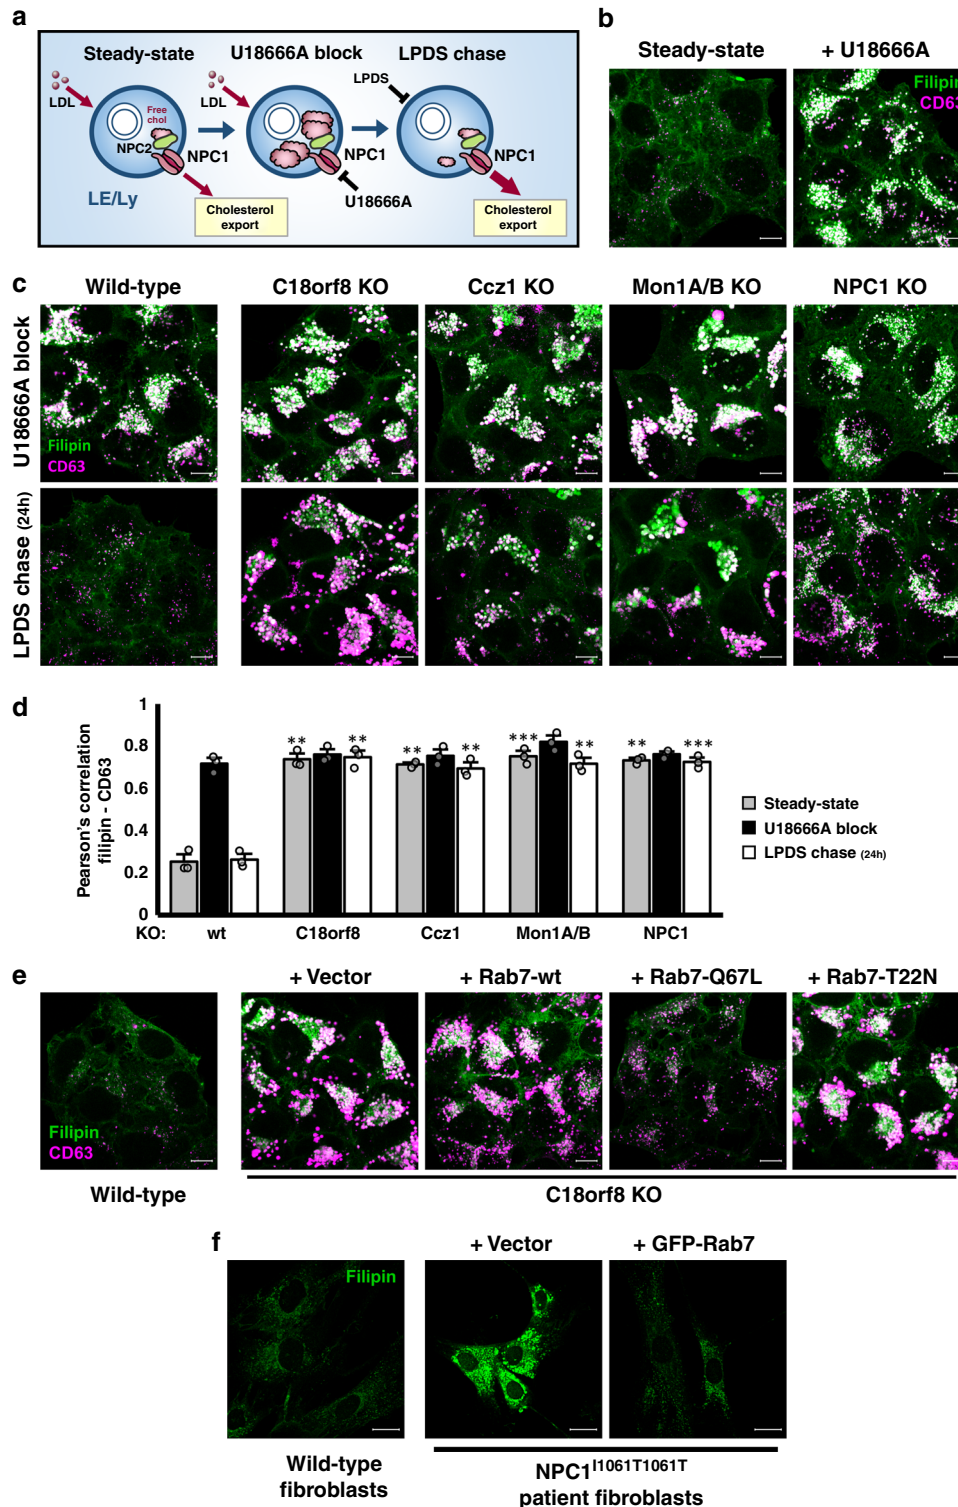 a
Steady-state
U18666A block
LPDS chase
LDL
Free
chol
NPC2
NPC1
LE/Ly
Cholesterol
export
LDL
NPC1
U18666A
LPDS
NPC1
Cholesterol
export
b
Steady-state
+ U18666A
Filipin
CD63
c
Wild-type
C18orf8 KO
Ccz1 KO
Mon1A/B KO
NPC1 KO
U18666A block
Filipin
CD63
LPDS chase (24h)
d
Pearson's correlation
filipin - CD63
1
0.8
0.6
0.4
0.2
0
** ** ** ** *** ** ** ***
KO: wt C18orf8 Ccz1 Mon1A/B NPC1
Steady-state
U18666A block
LPDS chase (24h)
e
+ Vector
+ Rab7-wt
+ Rab7-Q67L
+ Rab7-T22N
Filipin
CD63
Wild-type
C18orf8 KO
f
+ Vector
+ GFP-Rab7
Filipin
Wild-type
fibroblasts
NPC1I1061T1061T
patient fibroblasts